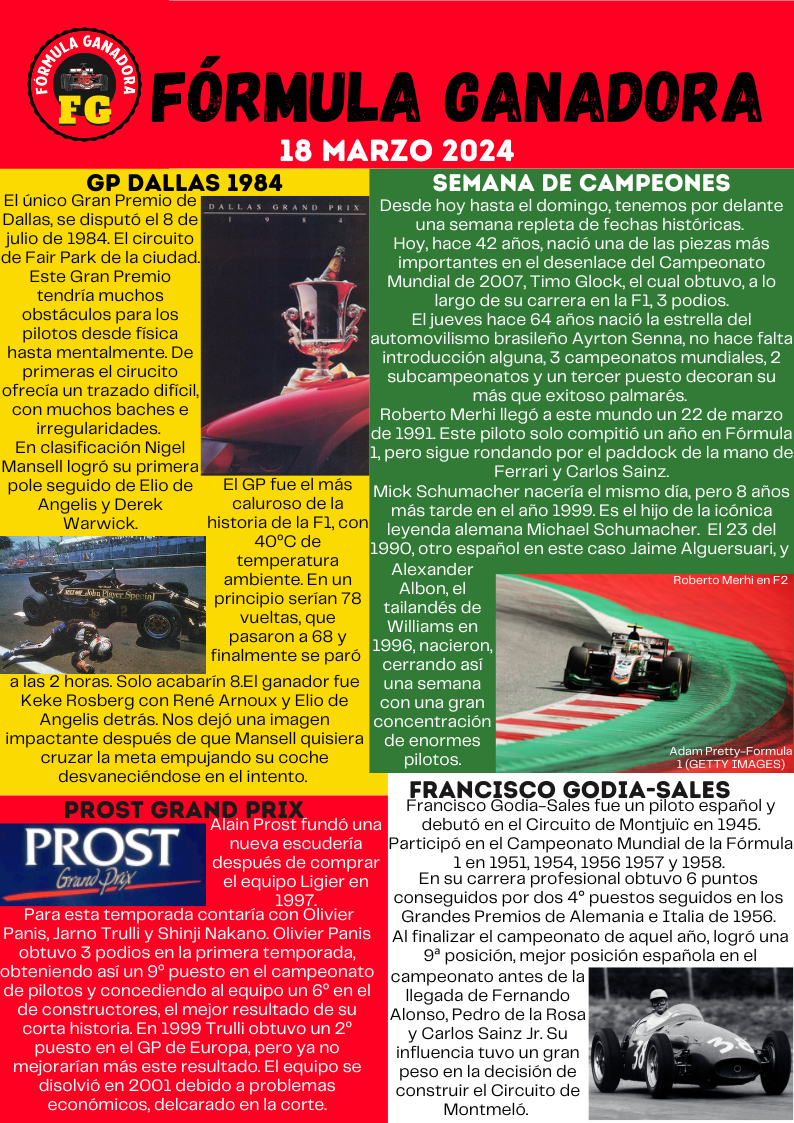 FÓRMULA GANADORA
FG
FÓRMULA GANADORA
18 MARZO 2024
GP DALLAS 1984
El único Gran Premio de
Dallas, se disputó el 8 de
julio de 1984. El circuito
de Fair Park de la ciudad.
Este Gran Premio
tendría muchos
obstáculos para los
pilotos desde física
hasta mentalmente. De
primeras el cirucito
ofrecía un trazado difícil,
con muchos baches e
irregularidades.
En clasificación Nigel
Mansell logró su primera
pole seguido de Elio de
Angelis y Derek
Warwick.
DALLAS GRAND PRIX
1 9 8 4
El GP fue el más
caluroso de la
historia de la F1, con
40ºC de
temperatura
ambiente. En un
principio serían 78
vueltas, que
pasaron a 68 y
finalmente se paró
John Player Special
a las 2 horas. Solo acabarín 8.El ganador fue
Keke Rosberg con René Arnoux y Elio de
Angelis detrás. Nos dejó una imagen
impactante después de que Mansell quisiera
cruzar la meta empujando su coche
desvaneciéndose en el intento.
SEMANA DE CAMPEONES
Desde hoy hasta el domingo, tenemos por delante
una semana repleta de fechas históricas.
Hoy, hace 42 años, nació una de las piezas más
importantes en el desenlace del Campeonato
Mundial de 2007, Timo Glock, el cual obtuvo, a lo
largo de su carrera en la F1, 3 podios.
El jueves hace 64 años nació la estrella del
automovilismo brasileño Ayrton Senna, no hace falta
introducción alguna, 3 campeonatos mundiales, 2
subcampeonatos y un tercer puesto decoran su
más que exitoso palmarés.
Roberto Merhi llegó a este mundo un 22 de marzo
de 1991. Este piloto solo compitió un año en Fórmula
1, pero sigue rondando por el paddock de la mano de
Ferrari y Carlos Sainz.
Mick Schumacher nacería el mismo día, pero 8 años
más tarde en el año 1999. Es el hijo de la icónica
leyenda alemana Michael Schumacher. El 23 del
1990, otro español en este caso Jaime Alguersuari, y
Alexander
Albon, el
tailandés de
Williams en
1996, nacieron,
cerrando así
una semana
con una gran
concentración
de enormes
pilotos.
Roberto Merhi en F2
Adam Pretty-Formula
1 (GETTY IMAGES)
PROST GRAND PRIX
PROST
Grand Prix
Alain Prost fundó una
nueva escudería
después de comprar
el equipo Ligier en
1997.
Para esta temporada contaría con Olivier
Panis, Jarno Trulli y Shinji Nakano. Olivier Panis
obtuvo 3 podios en la primera temporada,
obteniendo así un 9º puesto en el campeonato
de pilotos y concediendo al equipo un 6º en el
de constructores, el mejor resultado de su
corta historia. En 1999 Trulli obtuvo un 2º
puesto en el GP de Europa, pero ya no
mejorarían más este resultado. El equipo se
disolvió en 2001 debido a problemas
económicos, delcarado en la corte.
FRANCISCO GODIA-SALES
Francisco Godia-Sales fue un piloto español y
debutó en el Circuito de Montjuïc en 1945.
Participó en el Campeonato Mundial de la Fórmula
1 en 1951, 1954, 1956 1957 y 1958.
En su carrera profesional obtuvo 6 puntos
conseguidos por dos 4º puestos seguidos en los
Grandes Premios de Alemania e Italia de 1956.
Al finalizar el campeonato de aquel año, logró una
9ª posición, mejor posición española en el
campeonato antes de la
llegada de Fernando
Alonso, Pedro de la Rosa
y Carlos Sainz Jr. Su
influencia tuvo un gran
peso en la decisión de
construir el Circuito de
Montmeló.
38
38